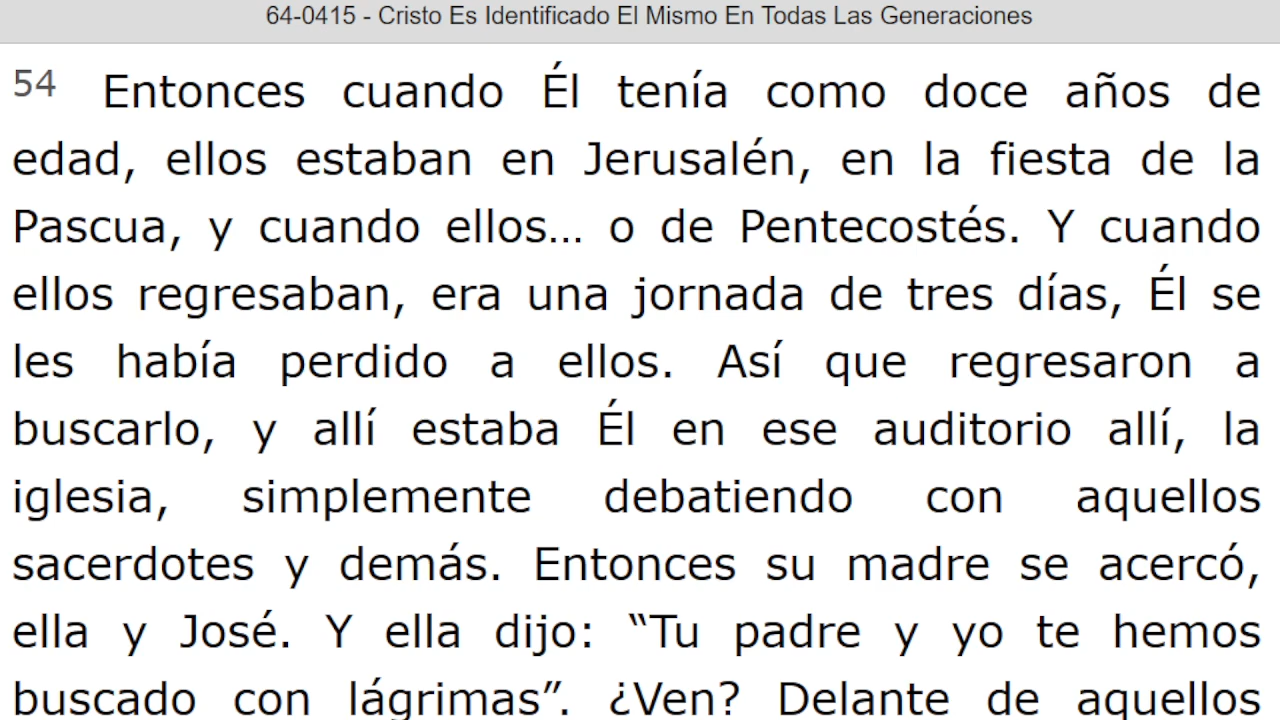 64-0415 - Cristo Es Identificado El Mismo En Todas Las Generaciones
54 Entonces cuando Él tenía como doce años de
edad, ellos estaban en Jerusalén, en la fiesta de la
Pascua, y cuando ellos... o de Pentecostés. Y cuando
ellos regresaban, era una jornada de tres días, Él se
les había perdido a ellos. Así que regresaron a
buscarlo, y allí estaba Él en ese auditorio allí, la
iglesia, simplemente debatiendo con aquellos
sacerdotes y demás. Entonces su madre se acercó,
ella y José. Y ella dijo: “Tu padre y yo te hemos
buscado con lágrimas”. ¿Ven? Delante de aquellos